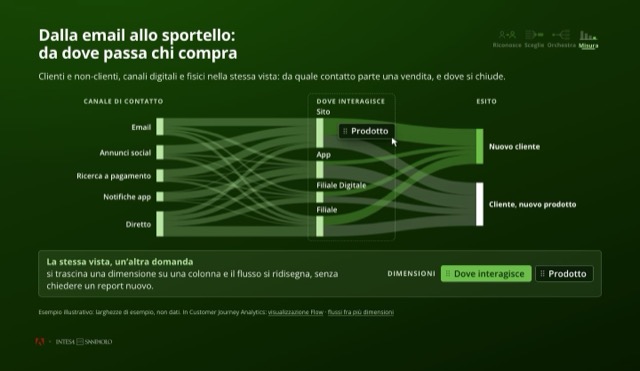 Dalla email allo sportello:
da dove passa chi compra
Riconosce Sceglie Orchestra Misura
Clienti e non-clienti, canali digitali e fisici nella stessa vista: da quale contatto parte una vendita, e dove si chiude.
CANALE DI CONTATTO
DOVE INTERAGISCE
ESITO
Email
Annunci social
Ricerca a pagamento
Notifiche app
Diretto
Sito
Prodotto
App
Filiale Digitale
Filiale
Nuovo cliente
Cliente, nuovo prodotto
La stessa vista, un'altra domanda
si trascina una dimensione su una colonna e il flusso si ridisegna, senza
chiedere un report nuovo.
DIMENSIONI
Dove interagisce
Prodotto
Esempio illustrativo: larghezze di esempio, non dati. In Customer Journey Analytics: visualizzazione Flow · flussi fra più dimensioni
INTESA SANPAOLO